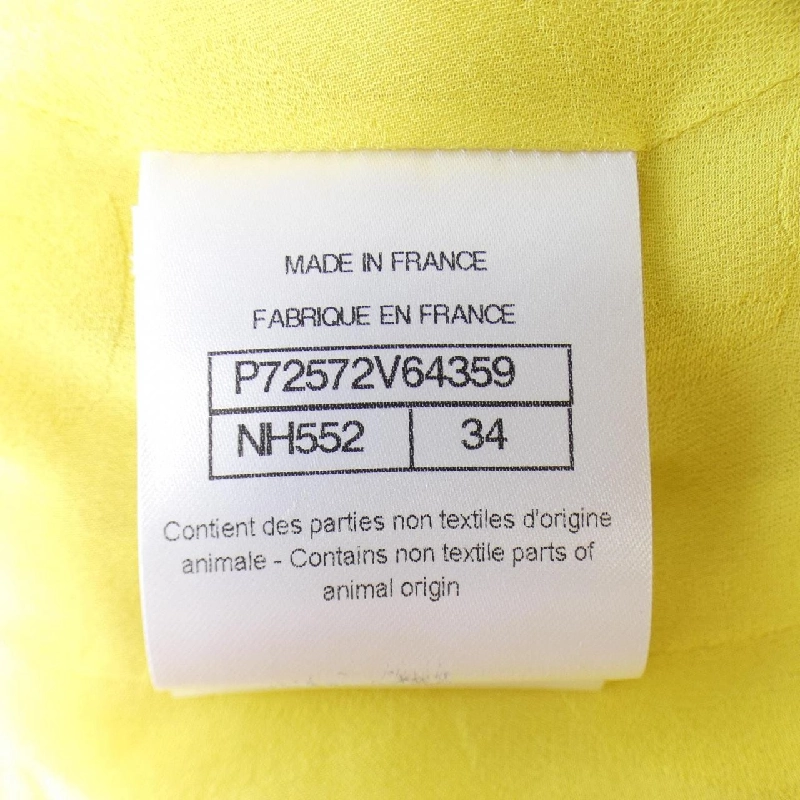 MADE IN FRANCE
FABRIQUE EN FRANCE
P72572V64359
NH552 34
Contient des parties non textiles d'origine
animale - Contains non textile parts of
animal origin